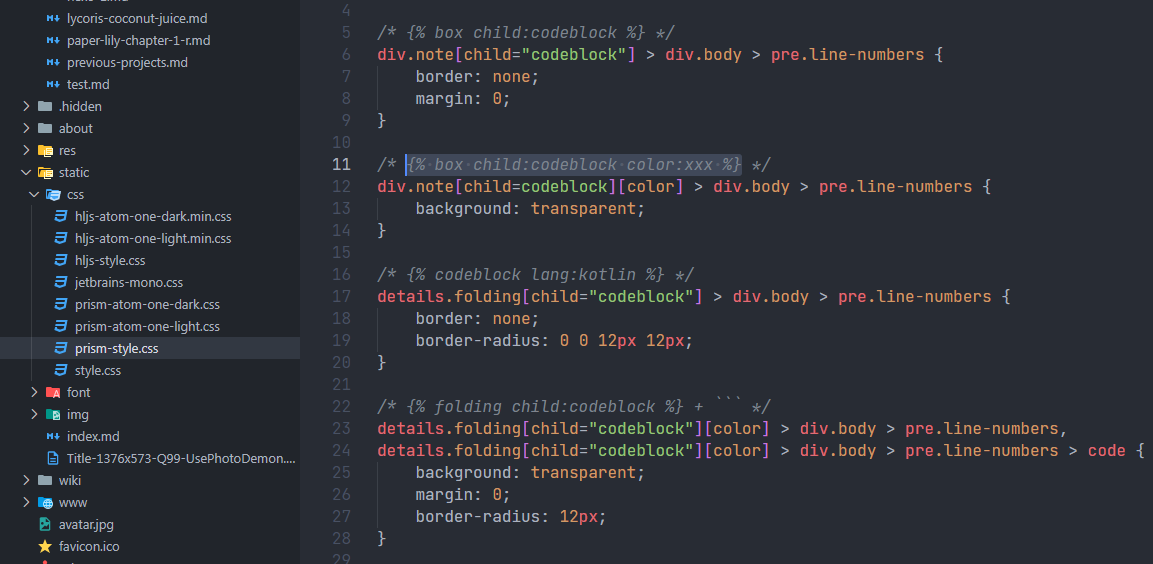 lycoris-coconut-juice.md
paper-lily-chapter-1-r.md
previous-projects.md
test.md
.hidden
about
res
static
css
hljs-atom-one-dark.min.css
hljs-atom-one-light.min.css
hljs-style.css
jetbrains-mono.css
prism-atom-one-dark.css
prism-atom-one-light.css
prism-style.css
style.css
font
img
index.md
Title-1376x573-Q99-UsePhotoDemon....
wiki
www
avatar.jpg
favicon.ico
4
5 /* {% box child:codeblock %} */
6 div.note[child="codeblock"] > div.body > pre.line-numbers {
7     border: none;
8     margin: 0;
9 }
10
11 /* {% box child:codeblock color:xxx %} */
12 div.note[child=codeblock][color] > div.body > pre.line-numbers {
13     background: transparent;
14 }
15
16 /* {% codeblock lang:kotlin %} */
17 details.folding[child="codeblock"] > div.body > pre.line-numbers {
18     border: none;
19     border-radius: 0 0 12px 12px;
20 }
21
22 /* {% folding child:codeblock %} + ``` */
23 details.folding[child="codeblock"][color] > div.body > pre.line-numbers,
24 details.folding[child="codeblock"][color] > div.body > pre.line-numbers > code {
25     background: transparent;
26     margin: 0;
27     border-radius: 12px;
28 }
29